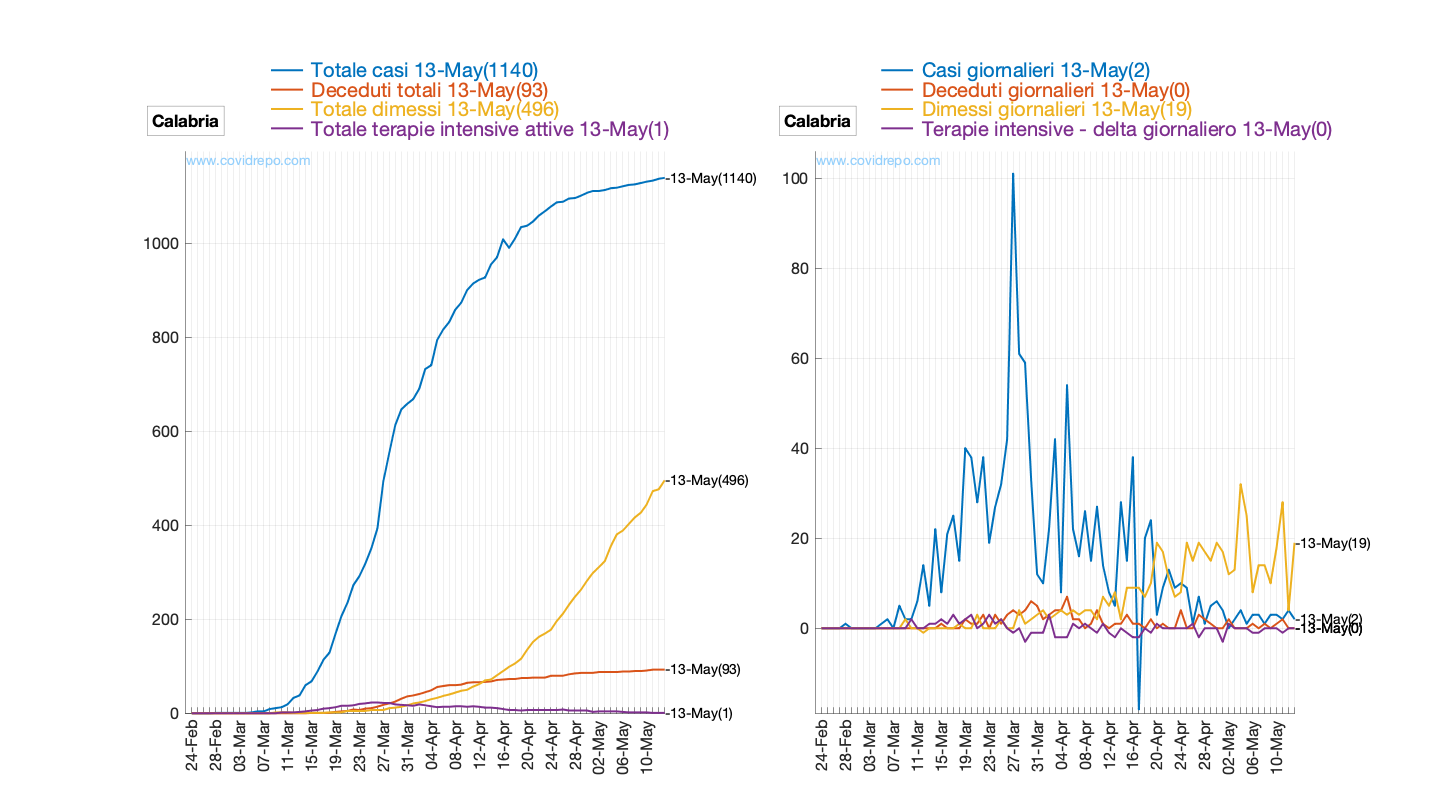 Totale casi 13-May(1140)
Deceduti totali 13-May(93)
Totale dimessi 13-May(496)
Totale terapie intensive attive 13-May(1)
Calabria
www.covidrepo.com
1000
800
600
400
200
0
13-May(1140)
13-May(496)
13-May(93)
13-May(1)
24-Feb
28-Feb
03-Mar
07-Mar
11-Mar
15-Mar
19-Mar
23-Mar
27-Mar
31-Mar
04-Apr
08-Apr
12-Apr
16-Apr
20-Apr
24-Apr
28-Apr
02-May
06-May
10-May
Casi giornalieri 13-May(2)
Deceduti giornalieri 13-May(0)
Dimessi giornalieri 13-May(19)
Terapie intensive - delta giornaliero 13-May(0)
Calabria
www.covidrepo.com
100
80
60
40
20
0
13-May(19)
13-May(2)
13-May(0)
24-Feb
28-Feb
03-Mar
07-Mar
11-Mar
15-Mar
19-Mar
23-Mar
27-Mar
31-Mar
04-Apr
08-Apr
12-Apr
16-Apr
20-Apr
24-Apr
28-Apr
02-May
06-May
10-May